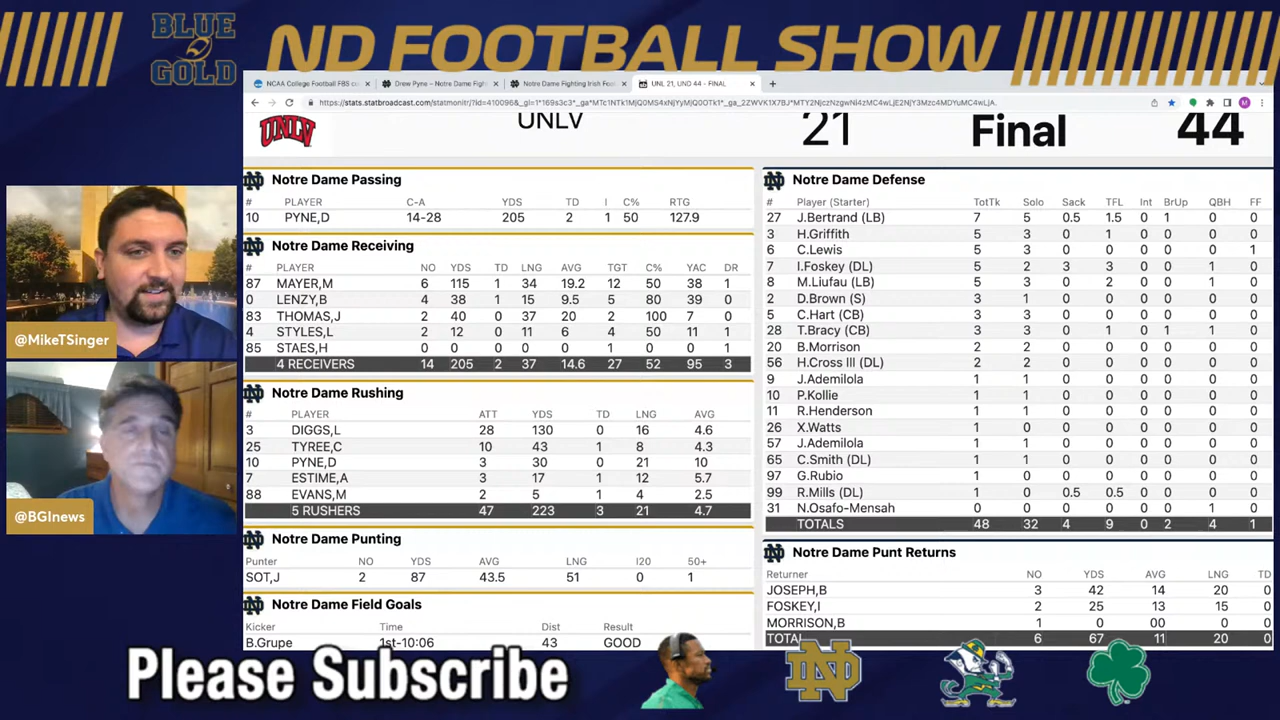 BLUE & GOLD
ND FOOTBALL SHOW
NCAA College Football FBS c
Drew Pyne – Notre Dame Figh
Notre Dame Fighting Irish Foo
UNL 21, UND 44 - FINAL
UNLV
UNLV
21
Final
44
Notre Dame Passing
# PLAYER C-A YDS TD I C% RTG
10 PYNE,D 14-28 205 2 1 50 127.9
Notre Dame Receiving
# PLAYER NO YDS TD LNG AVG TGT C% YAC DR
87 MAYER,M 6 115 1 34 19.2 12 50 38 1
0 LENZY,B 4 38 1 15 9.5 5 80 39 0
83 THOMAS,J 2 40 0 37 20 2 100 7 0
4 STYLES,L 2 12 0 11 6 4 50 11 1
85 STAES,H 0 0 0 0 0 1 0 0 1
4 RECEIVERS 14 205 2 37 14.6 27 52 95 3
Notre Dame Rushing
# PLAYER ATT YDS TD LNG AVG
3 DIGGS,L 28 130 0 16 4.6
25 TYREE,C 10 43 1 8 4.3
10 PYNE,D 3 30 0 21 10
7 ESTIME,A 3 17 1 12 5.7
88 EVANS,M 2 5 1 4 2.5
5 RUSHERS 47 223 3 21 4.7
Notre Dame Punting
Punter NO YDS AVG LNG I20 50+
SOT,J 2 87 43.5 51 0 1
Notre Dame Field Goals
Kicker Time Dist Result
B.Grupe 1st-10:06 43 GOOD
Notre Dame Defense
# Player (Starter) TotTk Solo Sack TFL Int BrUp QBH FF
27 J.Bertrand (LB) 7 5 0.5 1.5 0 1 0 0
3 H.Griffith 5 3 0 1 0 0 0 0
6 C.Lewis 5 3 0 0 0 0 0 1
7 I.Foskey (DL) 5 2 3 3 0 0 1 0
8 M.Liufau (LB) 5 3 0 2 0 0 1 0
2 D.Brown (S) 3 1 0 0 0 0 0 0
5 C.Hart (CB) 3 3 0 0 0 0 0 0
28 T.Bracy (CB) 3 3 0 1 0 1 1 0
20 B.Morrison 2 2 0 0 0 0 0 0
56 H.Cross III (DL) 2 2 0 0 0 0 0 0
9 J.Ademilola 1 1 0 0 0 0 0 0
10 P.Kollie 1 1 0 0 0 0 0 0
11 R.Henderson 1 1 0 0 0 0 0 0
26 X.Watts 1 1 0 0 0 0 0 0
57 J.Ademilola 1 1 0 0 0 0 0 0
65 C.Smith (DL) 1 1 0 0 0 0 0 0
97 G.Rubio 1 0 0 0 0 0 0 0
99 R.Mills (DL) 1 0 0.5 0.5 0 0 0 0
31 N.Osafo-Mensah 0 0 0 0 0 0 1 0
TOTALS 48 32 4 9 0 2 4 1
Notre Dame Punt Returns
Returner NO YDS AVG LNG TD
JOSEPH,B 3 42 14 20 0
FOSKEY,I 2 25 13 15 0
MORRISON,B 1 0 00 0 0
TOTAL 6 67 11 20 0
@MikeTSinger
@BGInews
Please Subscribe
ND